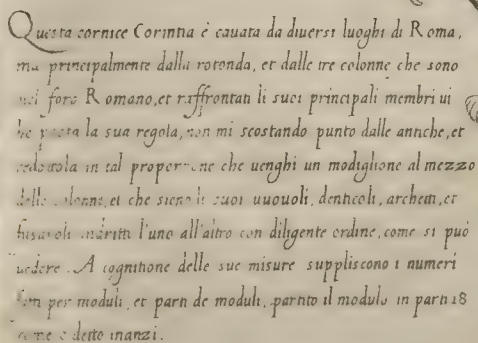 Questa cornice Corintia è cauata da diuersi luoghi di Roma,
ma principalmente dalla rotonda, et dalle tre colonne che sono
nel foro Romano, et raffrontati li suoi principali membri ui
ho posta la sua regola, non mi scostando punto dalle antiche, et
redottola in tal proportione che uenghi un modiglione al mezzo
delle colonne, et che sieno li suoi uuouoli, denticoli, archetti, et
fusaroli indritti l'uno all'altro con diligente ordine, come si può
uedere. A cognitione delle sue misure suppliscono i numeri
per moduli, et parti de moduli, partito il modulo in parti 18
come è detto inanzi.